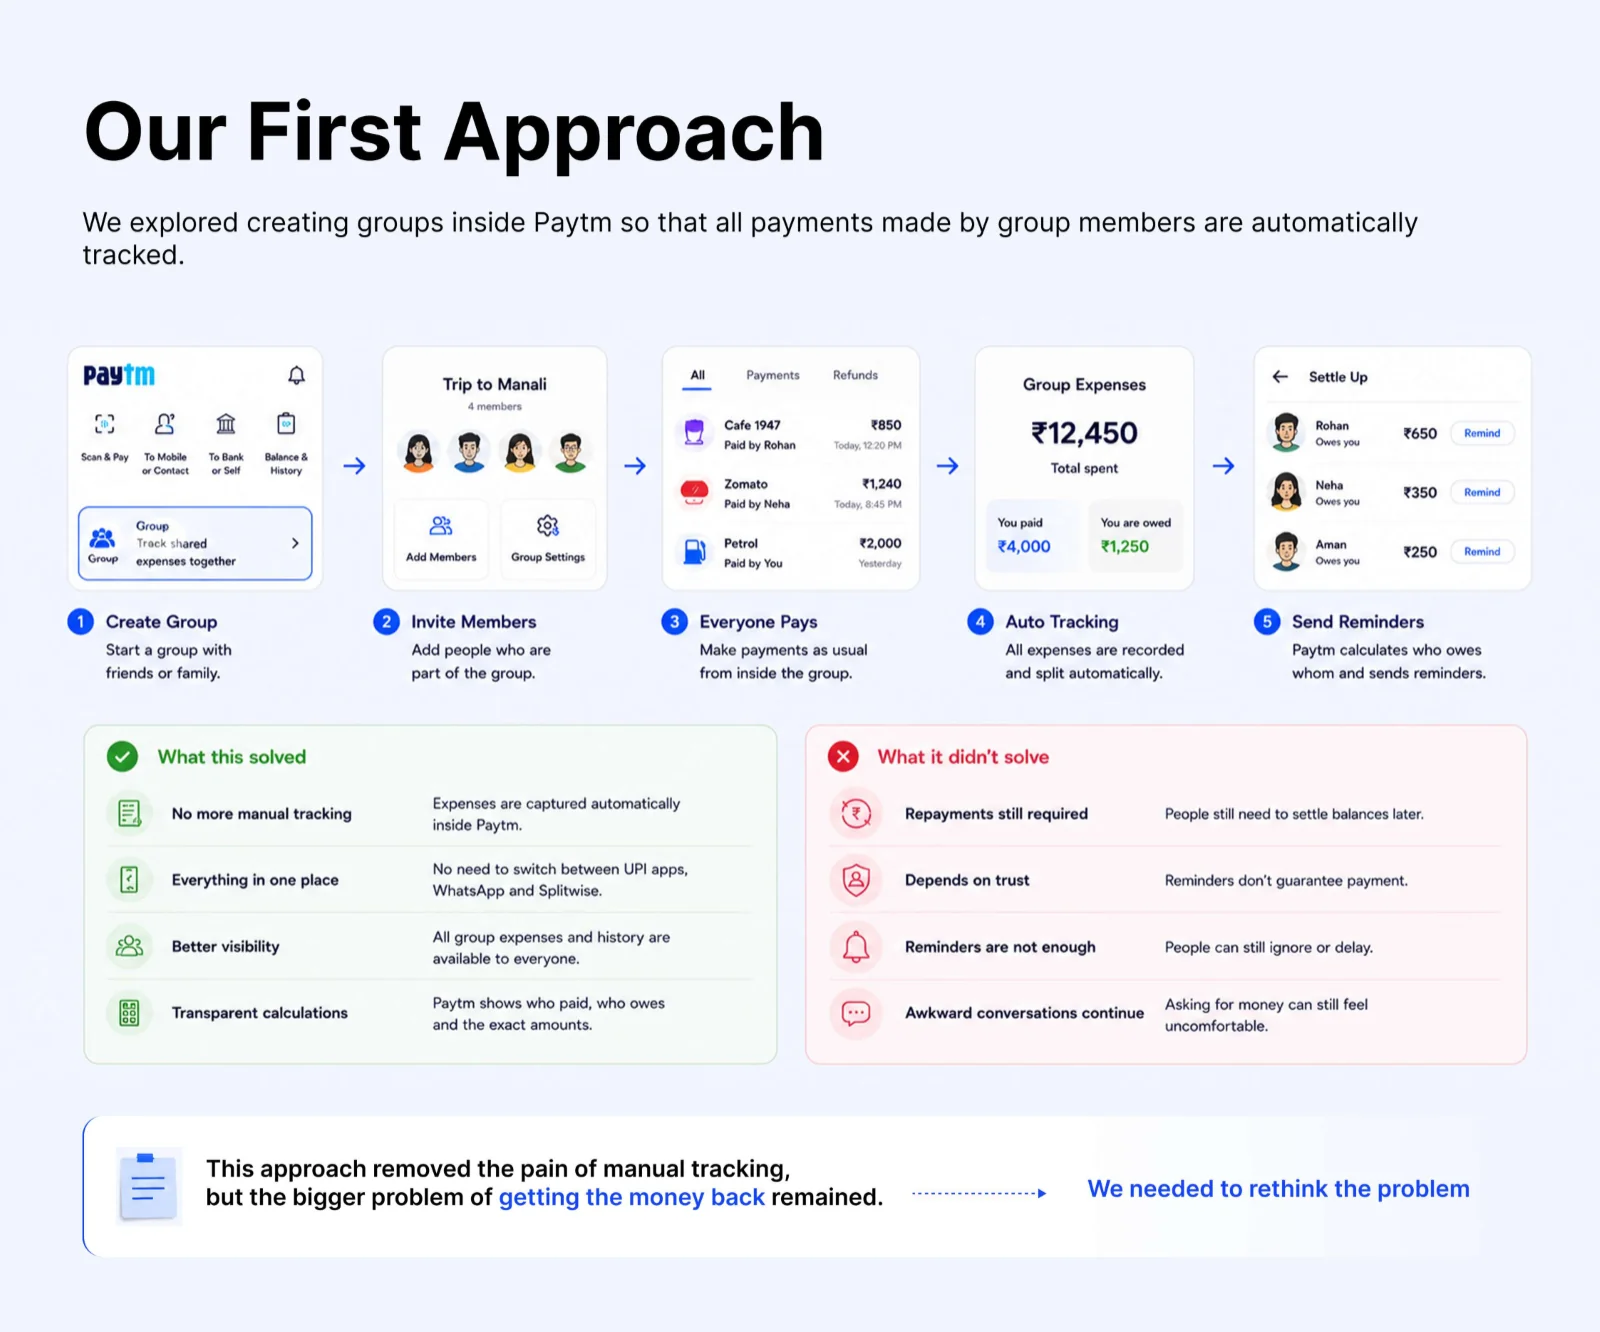 Our First Approach
We explored creating groups inside Paytm so that all payments made by group members are automatically
tracked.
paytm
Scan & Pay
To Mobile
or Contact
To Bank
or Self
Balance &
History
Group
Group
Track shared
expenses together
Trip to Manali
4 members
Add Members
Group Settings
All
Payments
Refunds
Cafe 1947
₹850
Paid by Rohan
Today, 12:20 PM
Zomato
₹1,240
Paid by Neha
Today, 8:45 PM
Petrol
₹2,000
Paid by You
Yesterday
Group Expenses
₹12,450
Total spent
You paid
₹4,000
You are owed
₹1,250
Settle Up
Rohan
Owes you
₹650
Remind
Neha
Owes you
₹350
Remind
Aman
Owes you
₹250
Remind
1 Create Group
Start a group with
friends or family.
2 Invite Members
Add people who are
part of the group.
3 Everyone Pays
Make payments as usual
from inside the group.
4 Auto Tracking
All expenses are recorded
and split automatically.
5 Send Reminders
Paytm calculates who owes
whom and sends reminders.
What this solved
No more manual tracking
Expenses are captured automatically
inside Paytm.
Everything in one place
No need to switch between UPI apps,
WhatsApp and Splitwise.
Better visibility
All group expenses and history are
available to everyone.
Transparent calculations
Paytm shows who paid, who owes
and the exact amounts.
What it didn't solve
Repayments still required
People still need to settle balances later.
Depends on trust
Reminders don't guarantee payment.
Reminders are not enough
People can still ignore or delay.
Awkward conversations continue
Asking for money can still feel
uncomfortable.
This approach removed the pain of manual tracking,
but the bigger problem of getting the money back remained.
We needed to rethink the problem